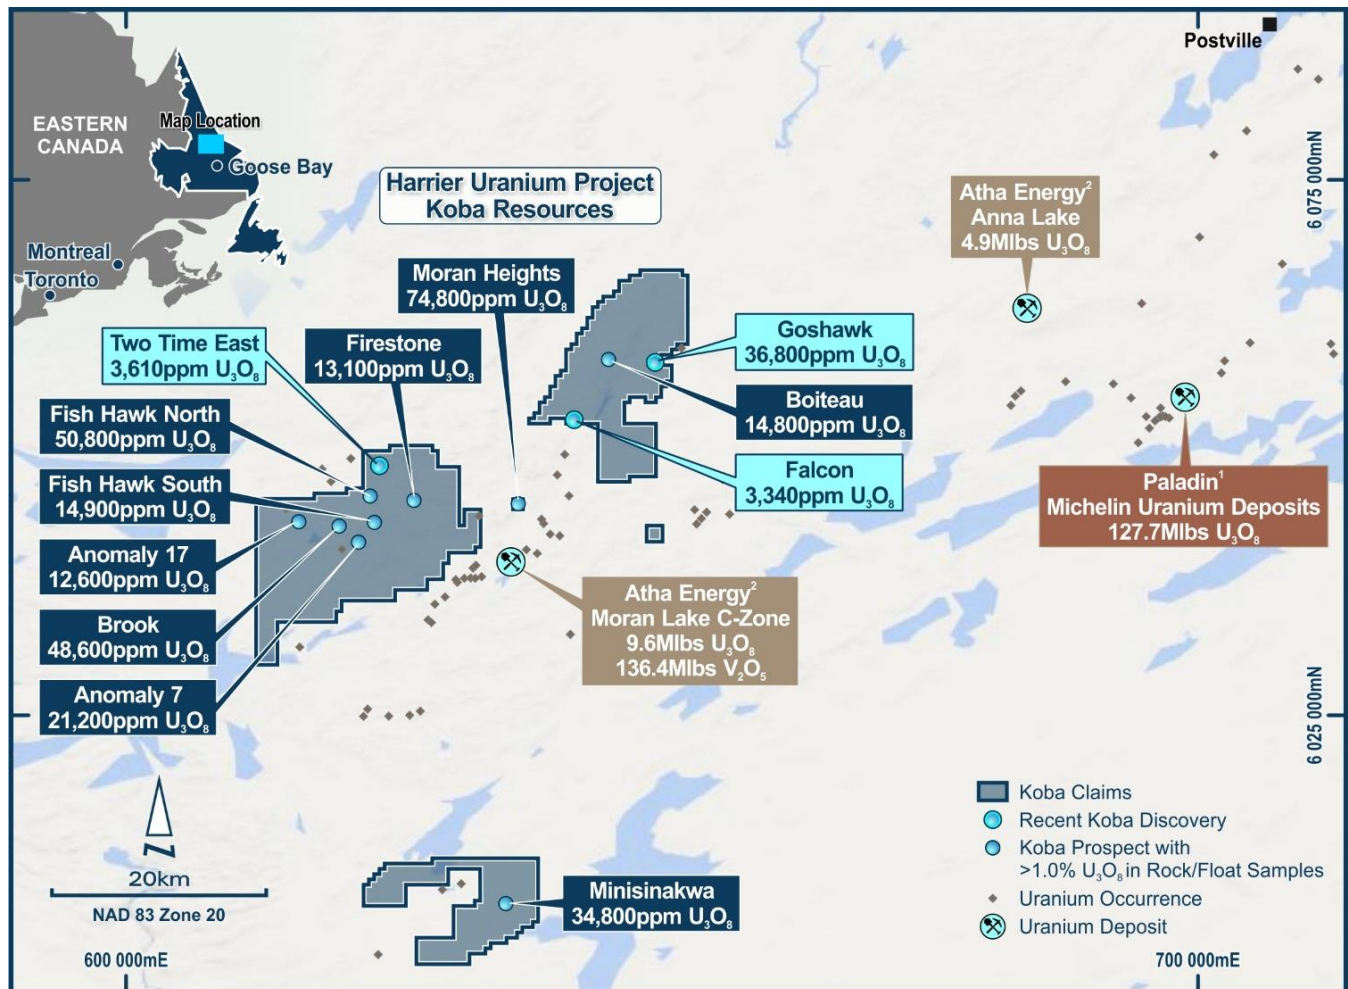 Postville
EASTERN
CANADA
Map Location
Goose Bay
Montreal
Toronto
Harrier Uranium Project
Koba Resources
6 075 000mN
Atha Energy²
Anna Lake
4.9Mlbs U₃O₈
Moran Heights
74,800ppm U₃O₈
Two Time East
3,610ppm U₃O₈
Firestone
13,100ppm U₃O₈
Goshawk
36,800ppm U₃O₈
Fish Hawk North
50,800ppm U₃O₈
Boiteau
14,800ppm U₃O₈
Fish Hawk South
14,900ppm U₃O₈
Falcon
3,340ppm U₃O₈
Paladin¹
Michelin Uranium Deposits
127.7Mlbs U₃O₈
Anomaly 17
12,600ppm U₃O₈
Atha Energy²
Moran Lake C-Zone
9.6Mlbs U₃O₈
136.4Mlbs V₂O₅
Brook
48,600ppm U₃O₈
Anomaly 7
21,200ppm U₃O₈
6 025 000mN
Koba Claims
Recent Koba Discovery
Koba Prospect with
>1.0% U₃O₈ in Rock/Float Samples
Uranium Occurrence
Uranium Deposit
N
20km
NAD 83 Zone 20
Minisinakwa
34,800ppm U₃O₈
600 000mE
700 000mE